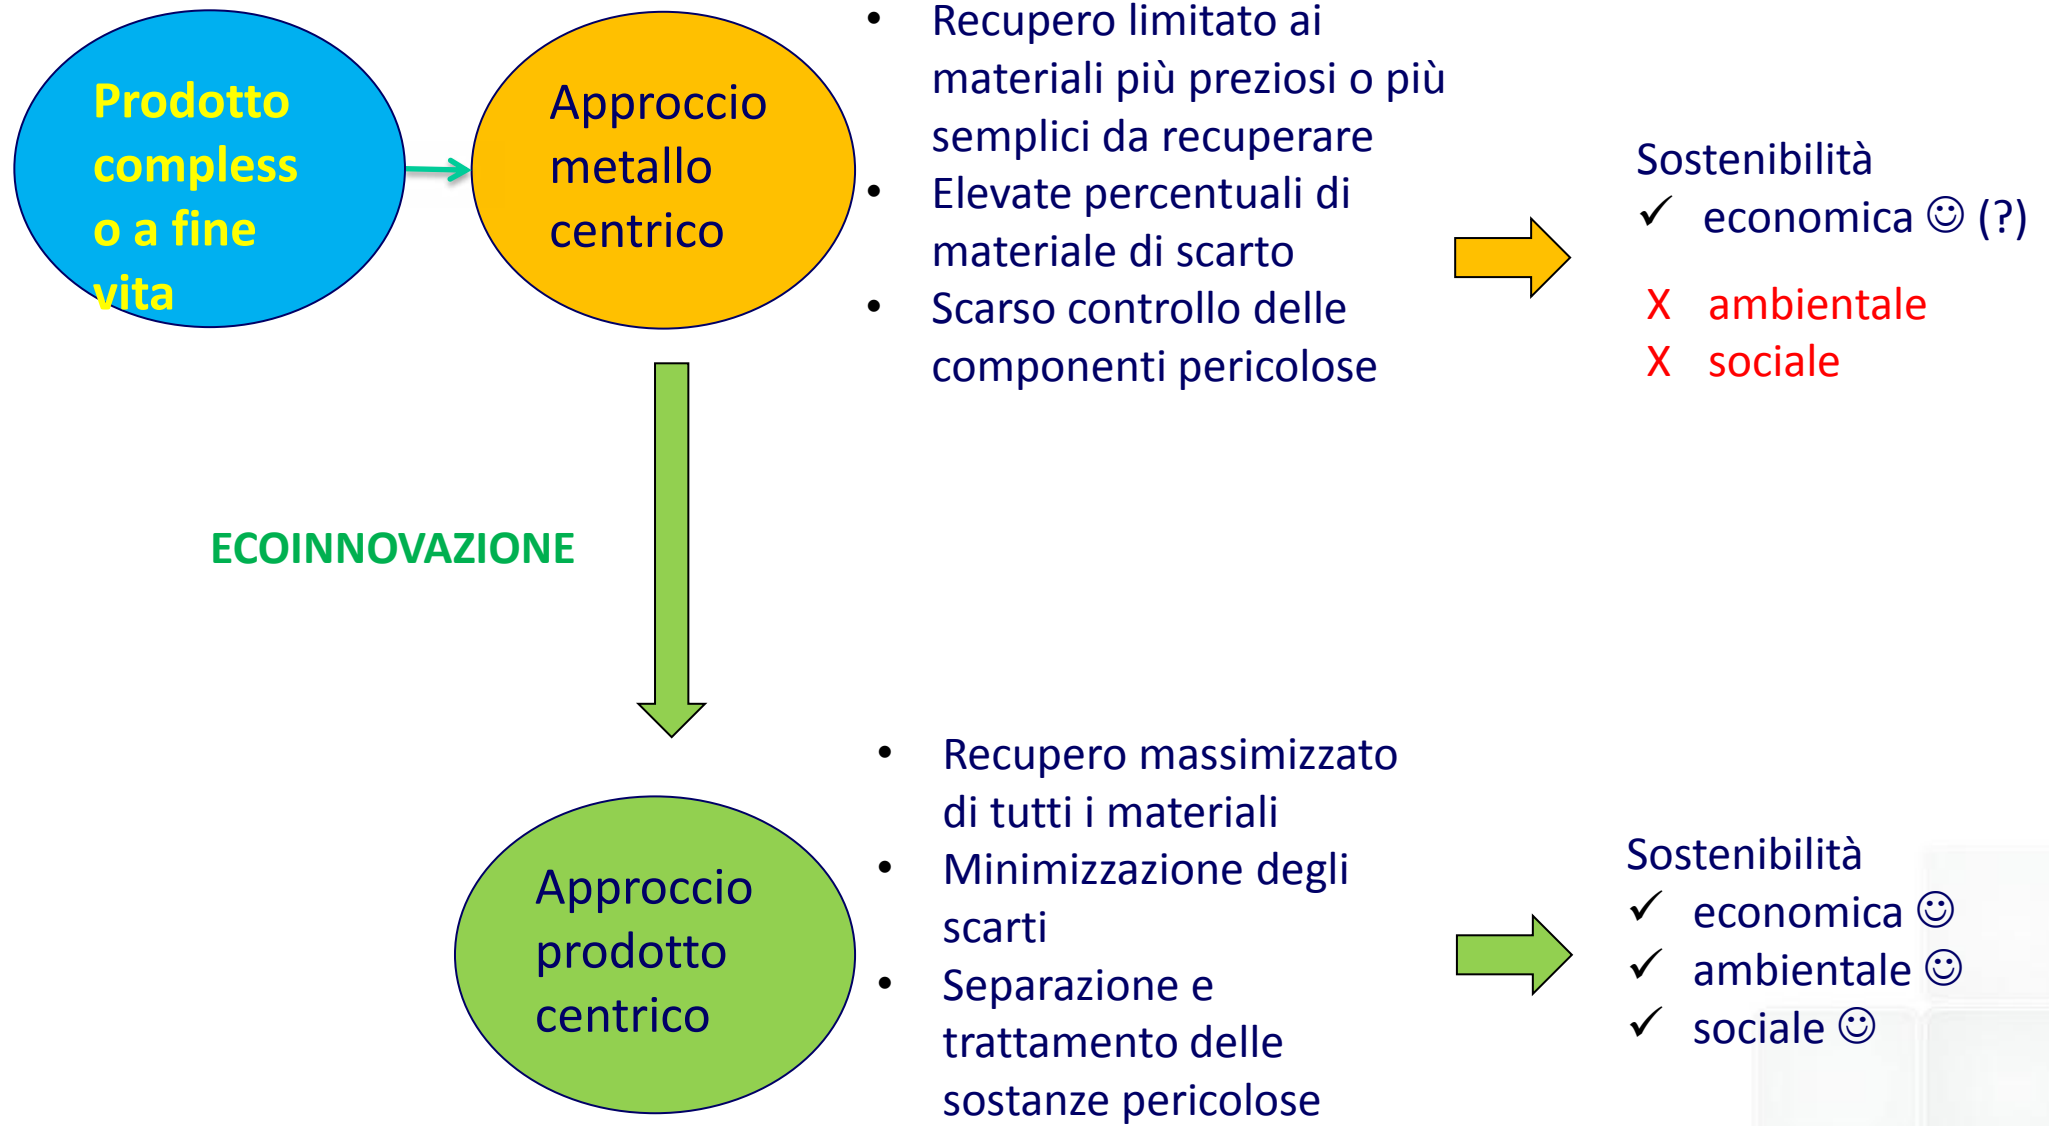 Prodotto
compless
o a fine
vita
Approccio
metallo
centrico
• Recupero limitato ai
materiali più preziosi o più
semplici da recuperare
• Elevate percentuali di
materiale di scarto
• Scarso controllo delle
componenti pericolose
Sostenibilità
✓ economica ☺ (?)
X ambientale
X sociale
ECOINNOVAZIONE
Approccio
prodotto
centrico
• Recupero massimizzato
di tutti i materiali
• Minimizzazione degli
scarti
• Separazione e
trattamento delle
sostanze pericolose
Sostenibilità
✓ economica ☺
✓ ambientale ☺
✓ sociale ☺